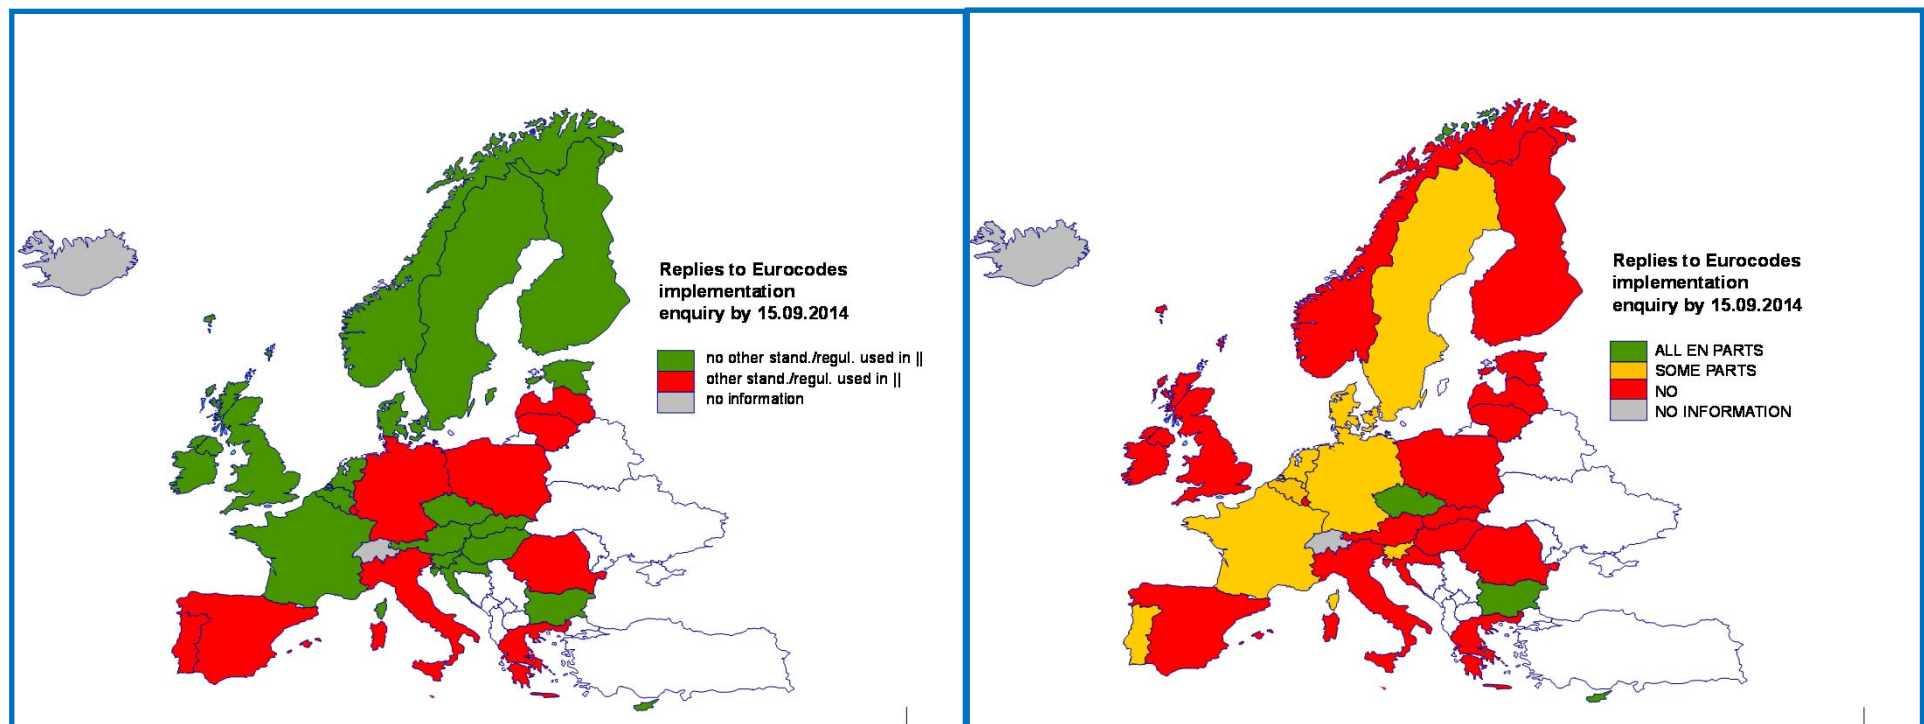 Replies to Eurocodes
implementation
enquiry by 15.09.2014
no other stand./regul. used in ||
other stand./regul. used in ||
no information
Replies to Eurocodes
implementation
enquiry by 15.09.2014
ALL EN PARTS
SOME PARTS
NO
NO INFORMATION